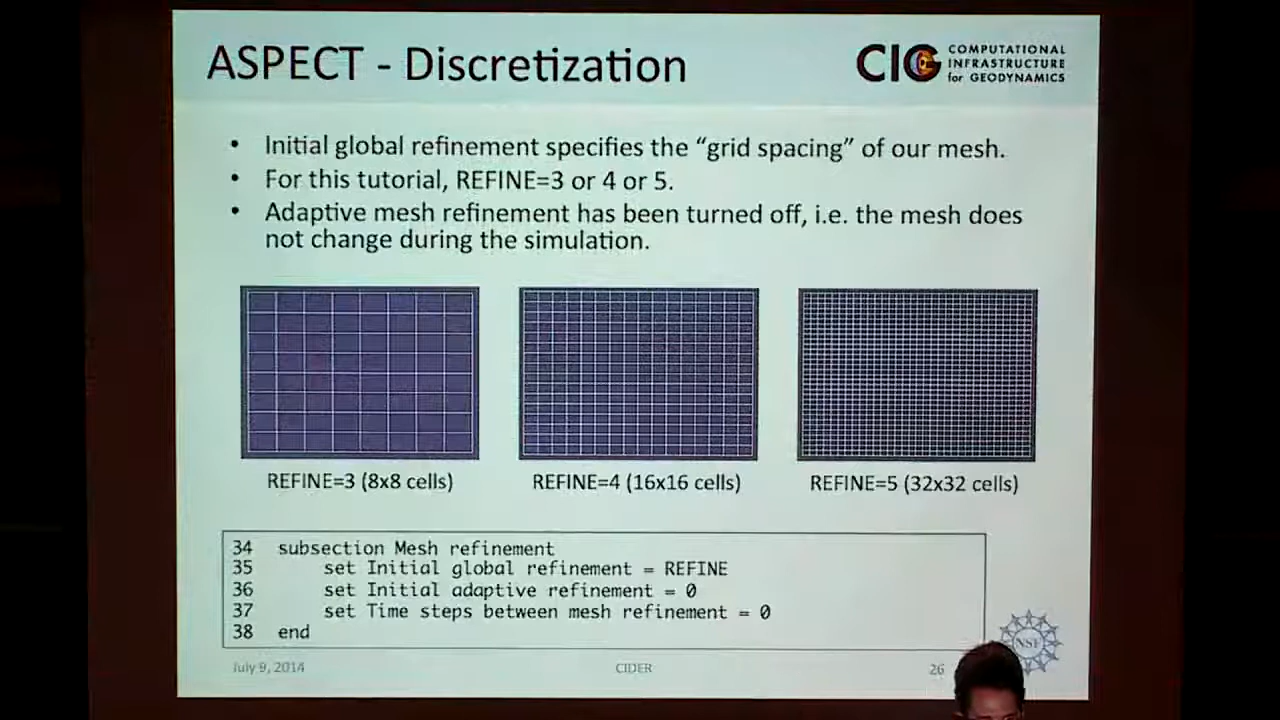 ASPECT - Discretization
CIG COMPUTATIONAL
INFRASTRUCTURE
for GEODYNAMICS
• Initial global refinement specifies the “grid spacing” of our mesh.
• For this tutorial, REFINE=3 or 4 or 5.
• Adaptive mesh refinement has been turned off, i.e. the mesh does
not change during the simulation.
REFINE=3 (8x8 cells)
REFINE=4 (16x16 cells)
REFINE=5 (32x32 cells)
34 subsection Mesh refinement
35 set Initial global refinement = REFINE
36 set Initial adaptive refinement = 0
37 set Time steps between mesh refinement = 0
38 end
NSF
July 9, 2014
CIDER
26